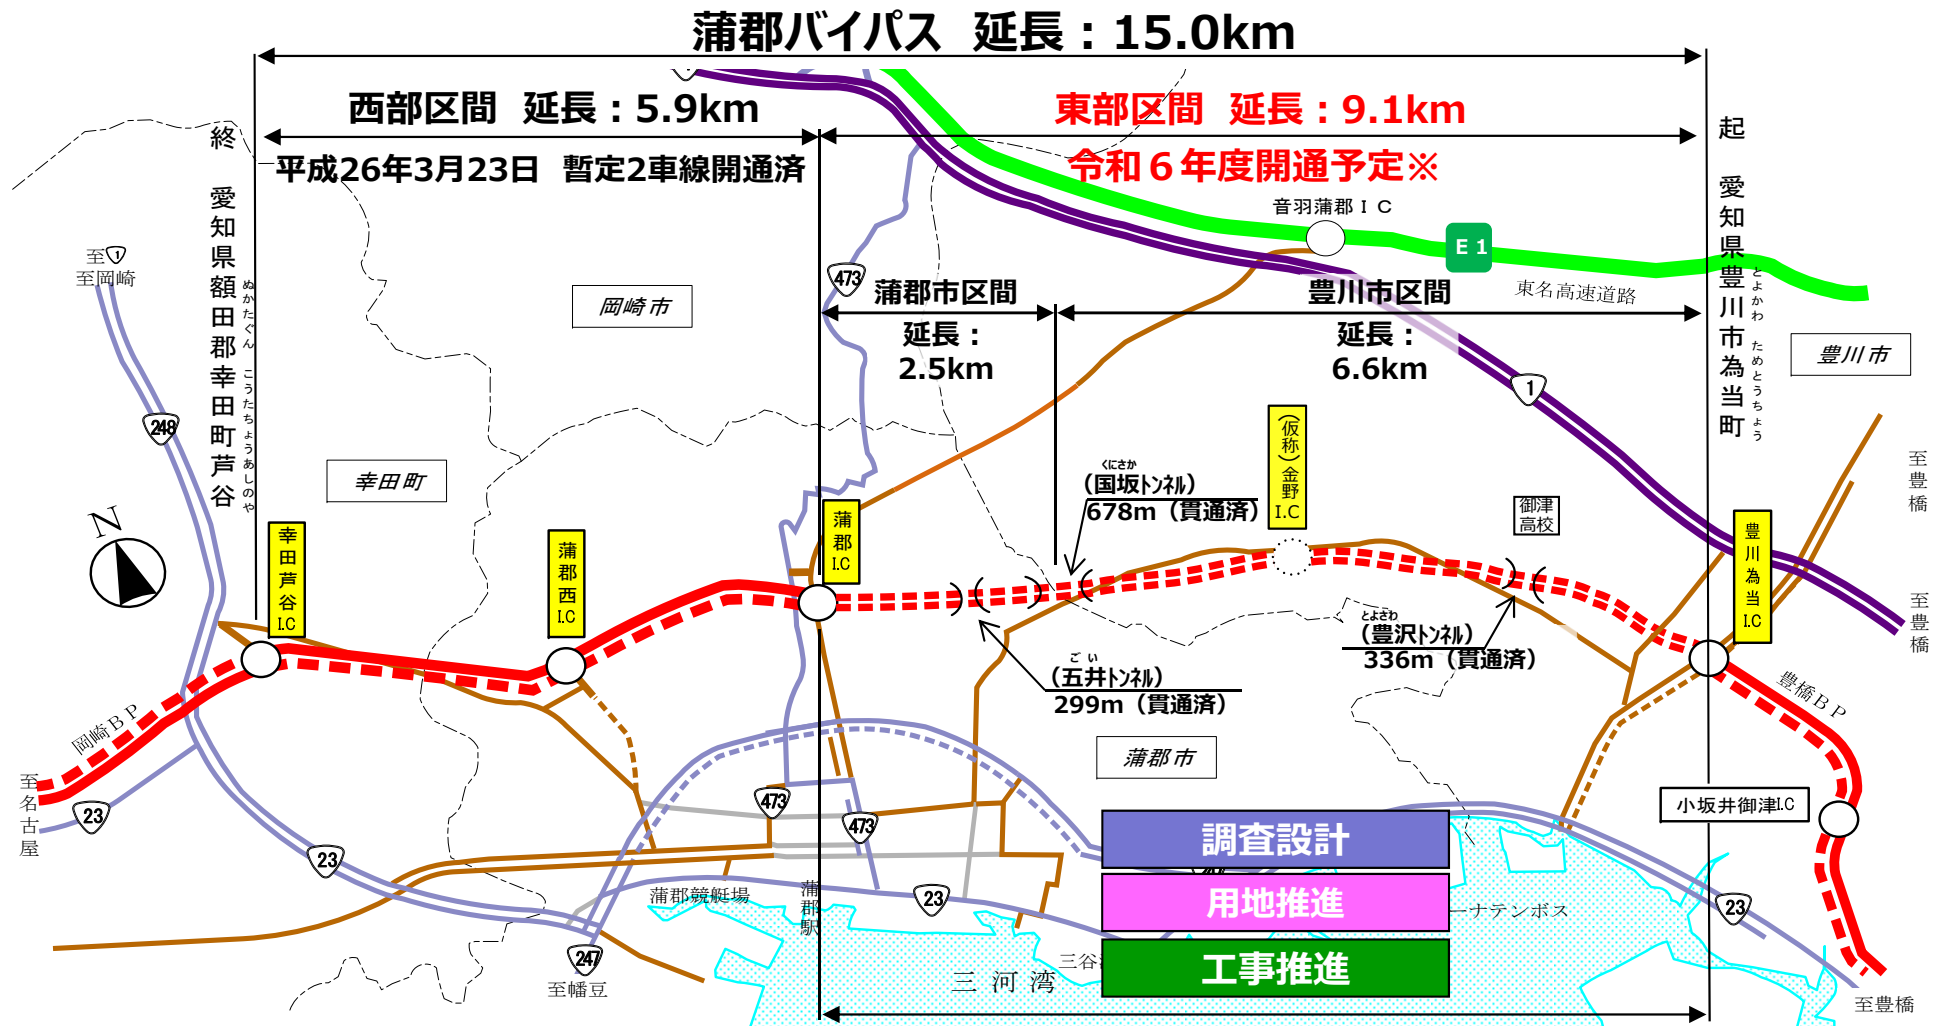 蒲郡バイパス 延長：15.0km
西部区間 延長：5.9km
東部区間 延長：9.1km
平成26年3月23日 暫定2車線開通済
令和６年度開通予定※
終 愛知県額田郡幸田町芦谷
ぬかたぐん こうたちょうあしのや
起 愛知県豊川市為当町
とよかわ ためとうちょう
音羽蒲郡ＩＣ
E1
東名高速道路
至1
至岡崎
473
蒲郡市区間
延長：
2.5km
豊川市区間
延長：
6.6km
岡崎市
豊川市
1
248
幸田町
N
幸田芦谷I.C
蒲郡西I.C
蒲郡I.C
くにさか
(国坂トンネル)
678m（貫通済）
（仮称）金野I.C
御津
高校
豊川為当I.C
至豊橋
至豊橋
とよさわ
(豊沢トンネル)
336m（貫通済）
ごい
(五井トンネル)
299m（貫通済）
岡崎ＢＰ
豊橋ＢＰ
蒲郡市
至名古屋
23
473
473
小坂井御津I.C
23
調査設計
蒲郡競艇場
蒲郡駅
23
用地推進
ーナテンボス
23
247
至幡豆
三河湾
三谷
工事推進
至豊橋